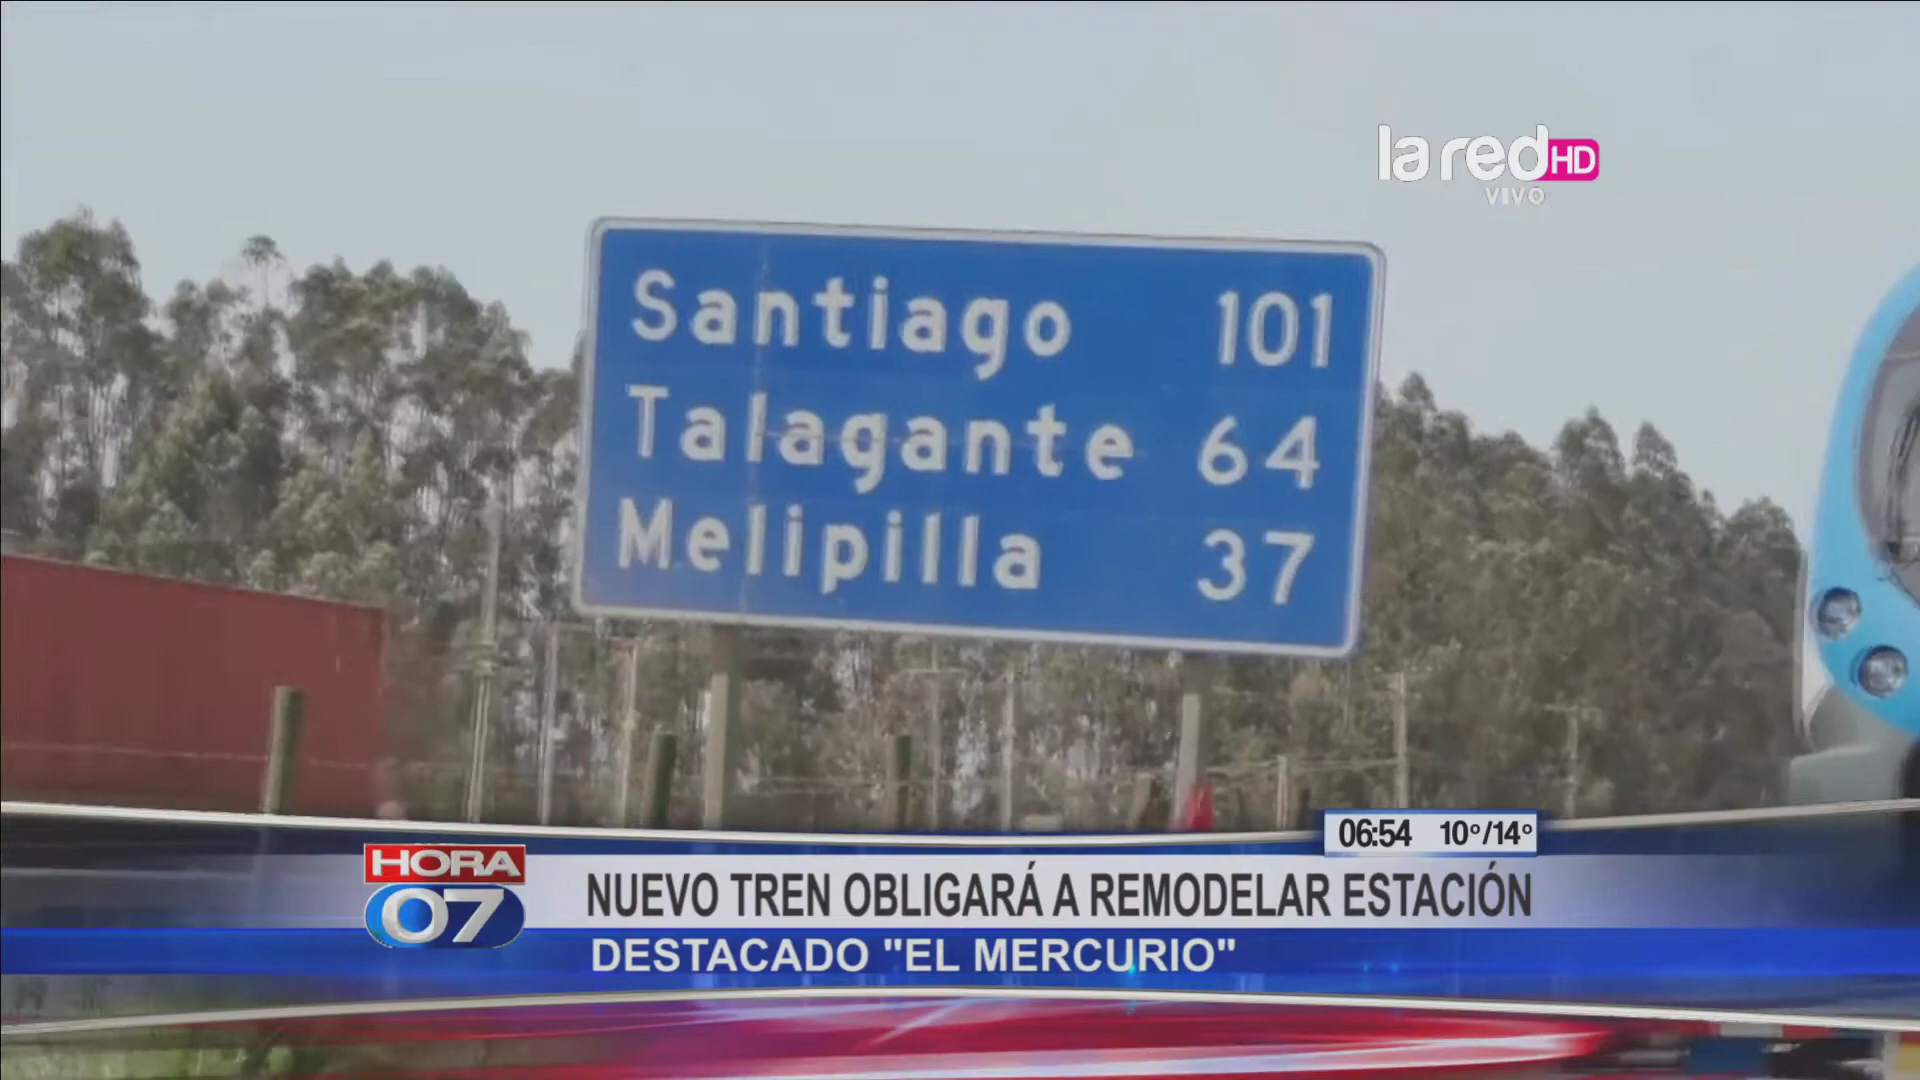 la red HD
VIVO
Santiago 101
Talagante 64
Melipilla 37
06:54 10°/14°
HORA
07
NUEVO TREN OBLIGARÁ A REMODELAR ESTACIÓN
DESTACADO "EL MERCURIO"